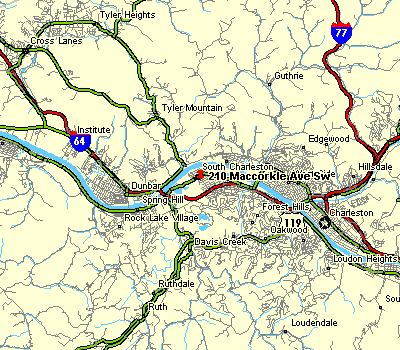 Tyler Heights
Cross Lanes
77
Guthrie
Tyler Mountain
Institute
64
Edgewood
Hillsdale
South Charleston
210 Maccorkle Ave Sw
Dunbar
Spring Hill
Forest Hills
Charleston
Rock Lake Village
119
Oakwood
Davis Creek
Loudon Heights
Ruthdale
Ruth
Sou
Loudendale